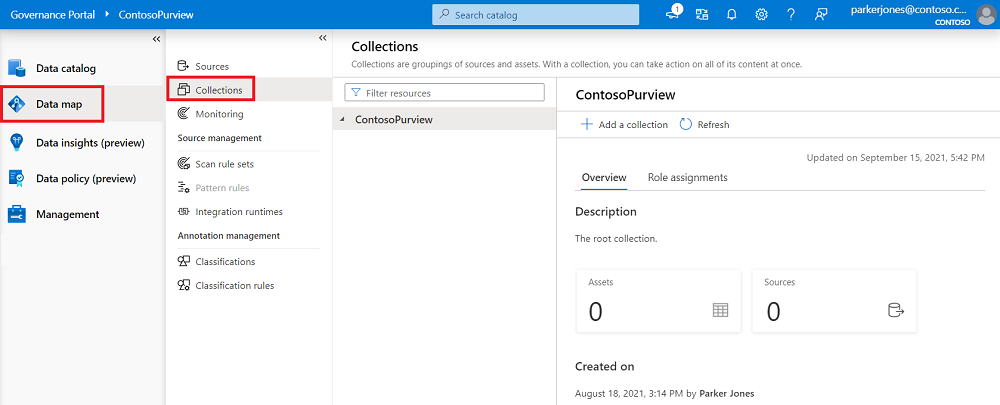 Governance Portal › ContosoPurview
Search catalog
1
parkerjones@contoso.c...
CONTOSO
Data catalog
Data map
Data insights (preview)
Data policy (preview)
Management
Sources
Collections
Monitoring
Source management
Scan rule sets
Pattern rules
Integration runtimes
Annotation management
Classifications
Classification rules
Collections
Collections are groupings of sources and assets. With a collection, you can take action on all of its content at once.
Filter resources
ContosoPurview
ContosoPurview
Add a collection
Refresh
Updated on September 15, 2021, 5:42 PM
Overview
Role assignments
Description
The root collection.
Assets
0
Sources
0
Created on
August 18, 2021, 3:14 PM by Parker Jones